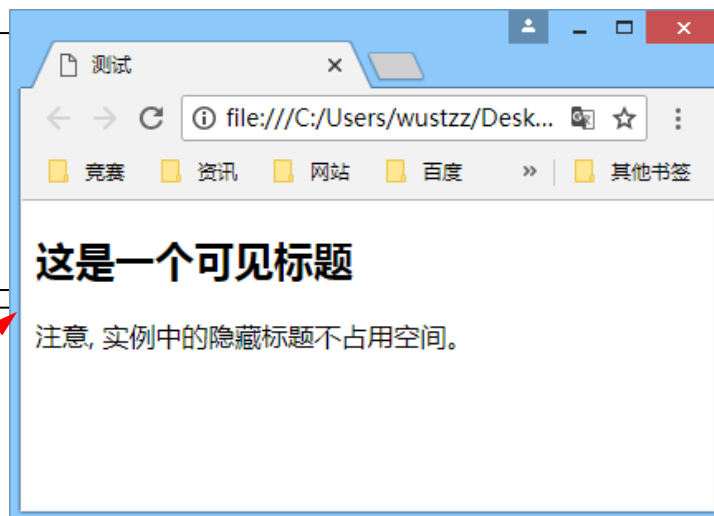 测试
file:///C:/Users/wustzz/Desk...
竞赛 资讯 网站 百度 » 其他书签
这是一个可见标题
注意, 实例中的隐藏标题不占用空间。